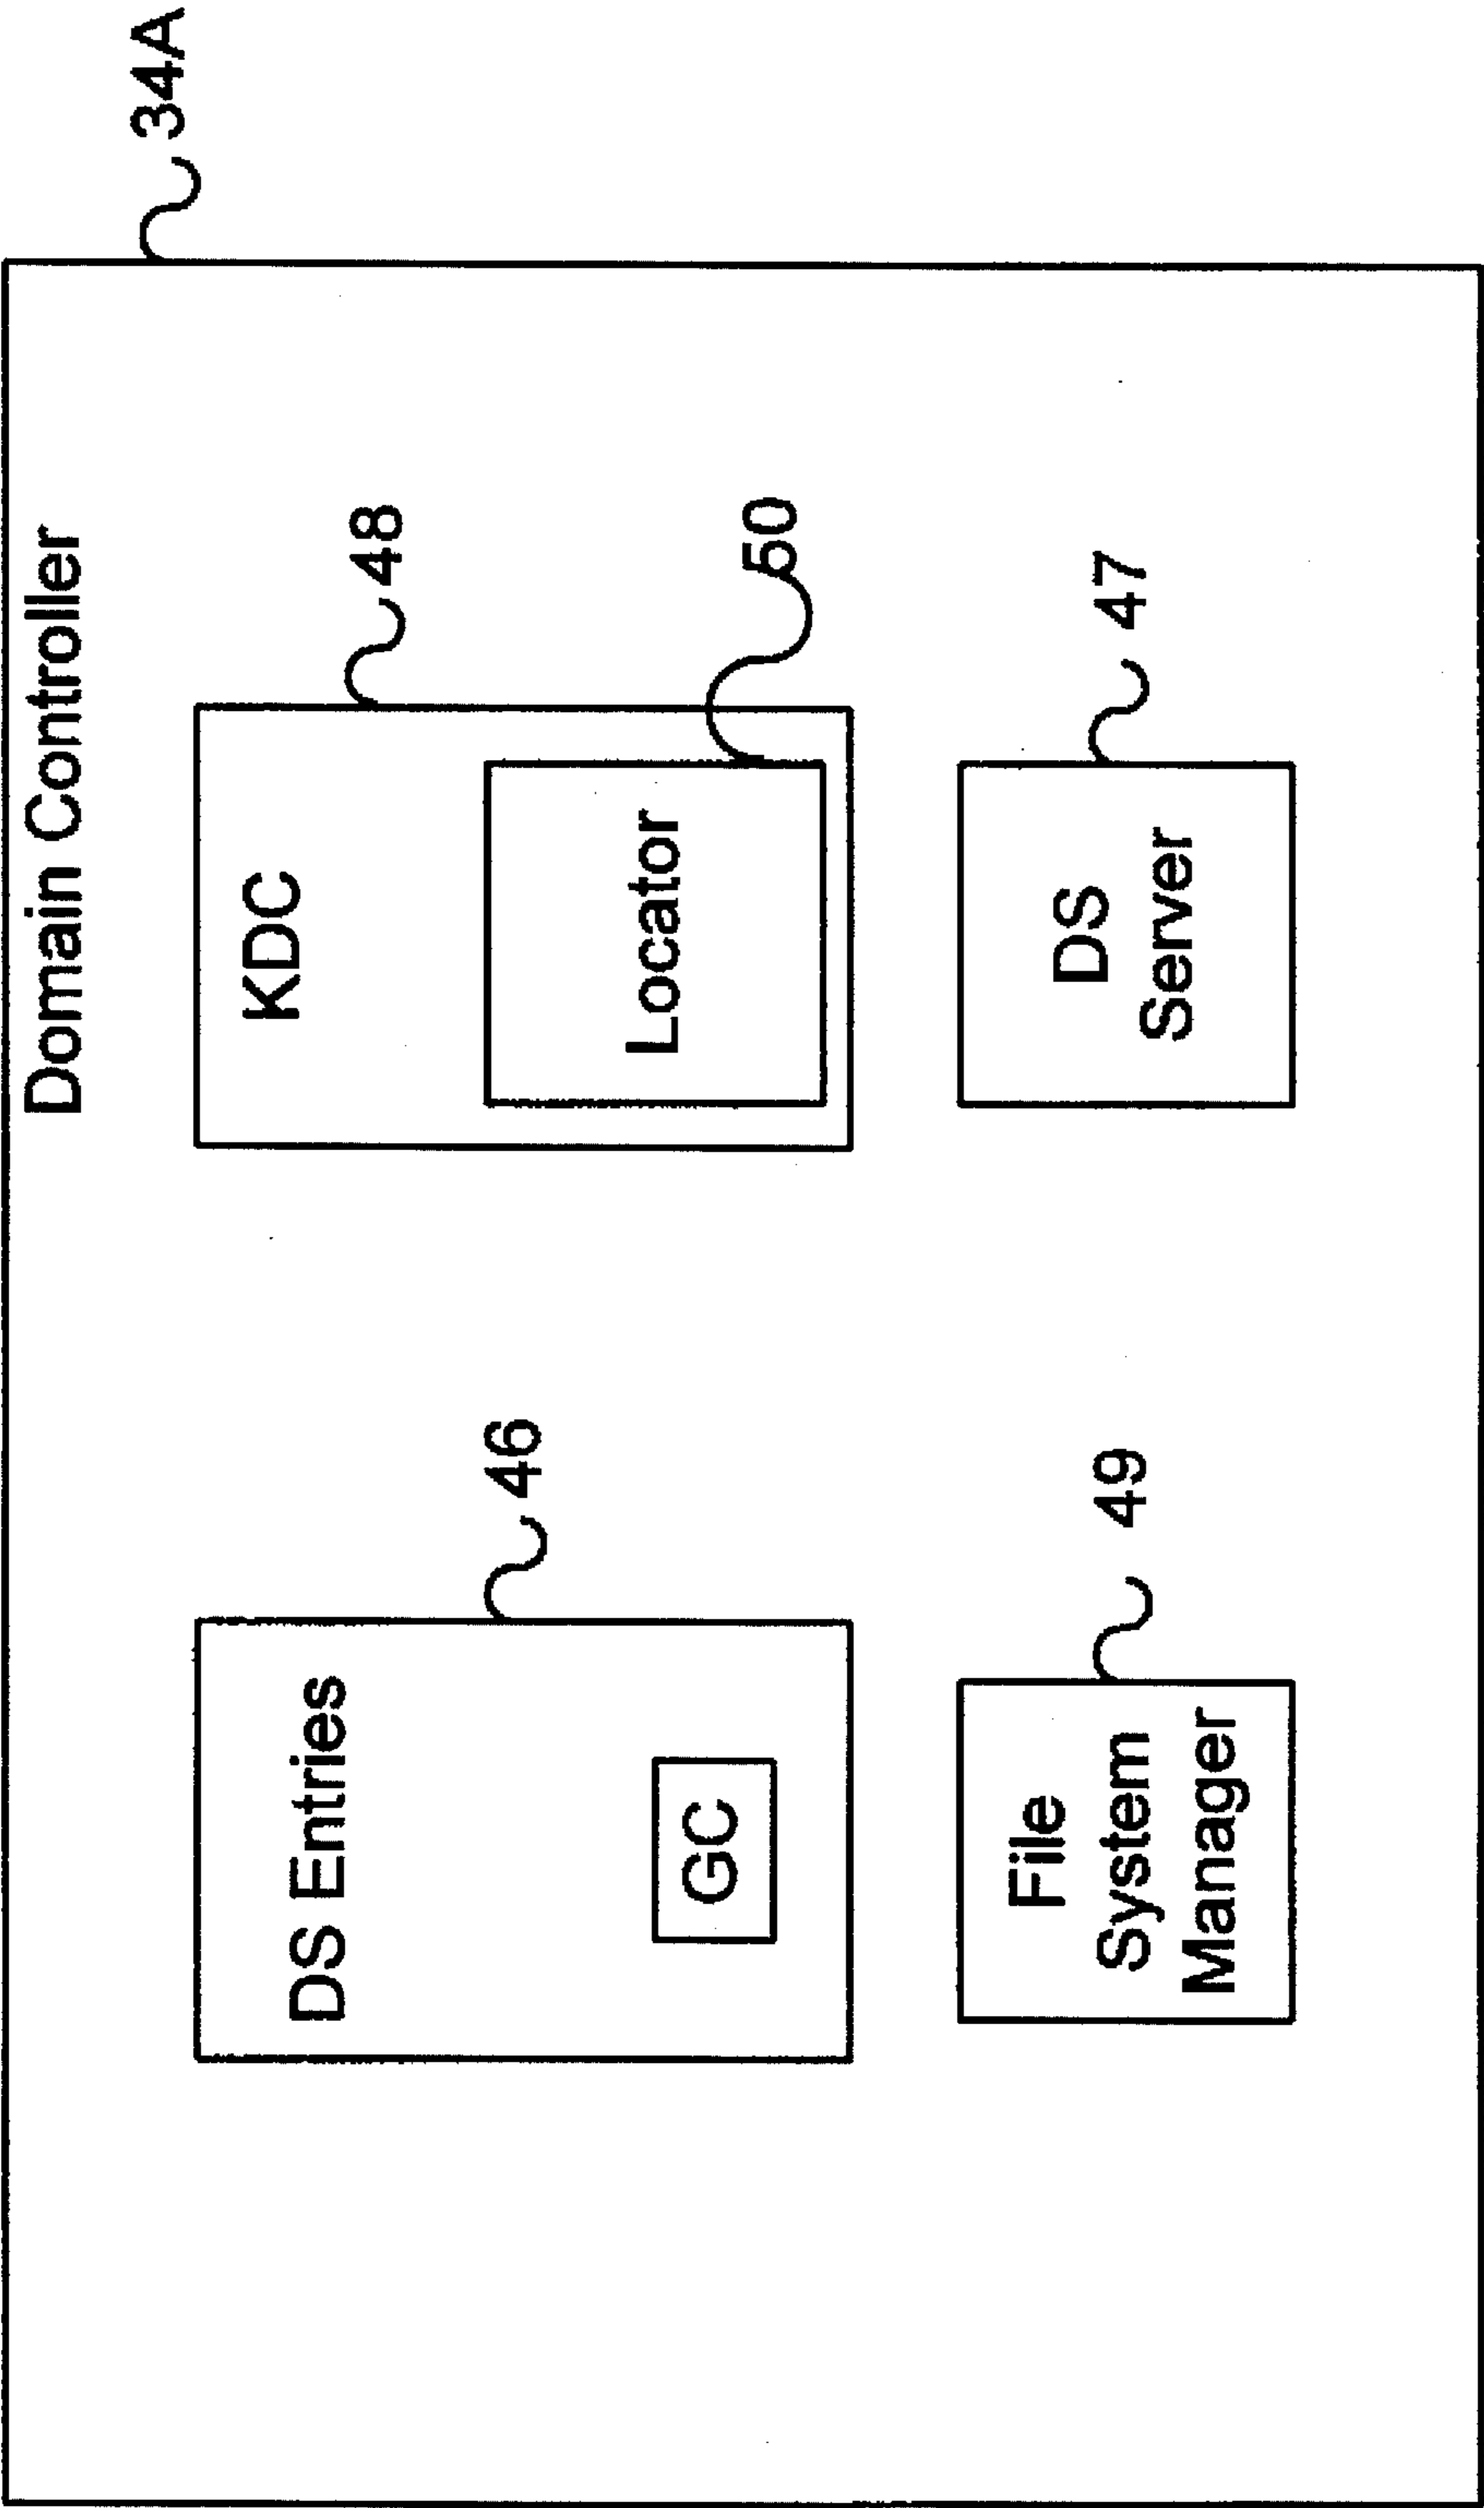 34A
Domain Controller
DS Entries
46
GC
KDC
48
Locator
50
File
System
Manager
49
DS
Server
47